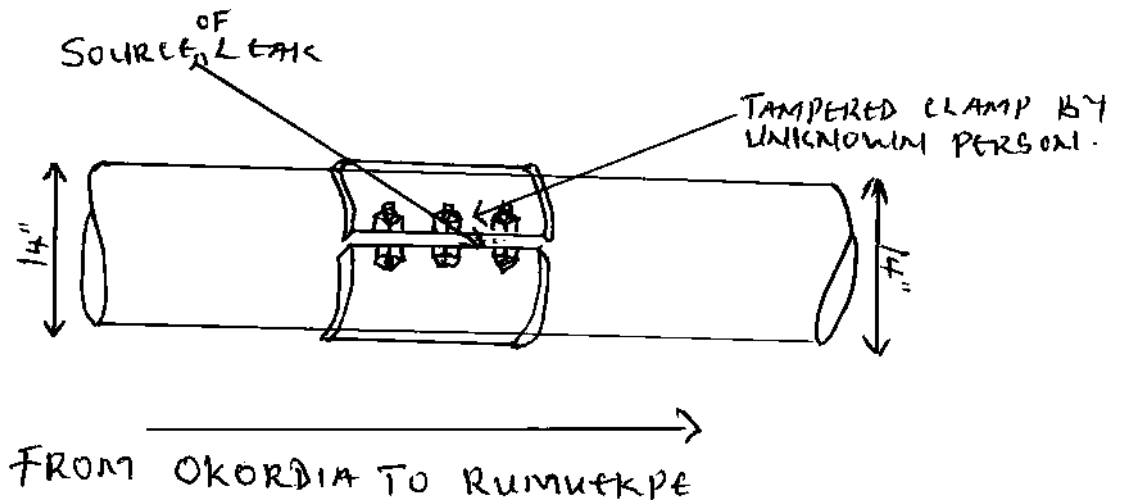 SOURCE OF LEAK
TAMPERED CLAMP BY
UNKNOWN PERSON.
14"
14"
FROM OKORDIA TO RUMUEKPE